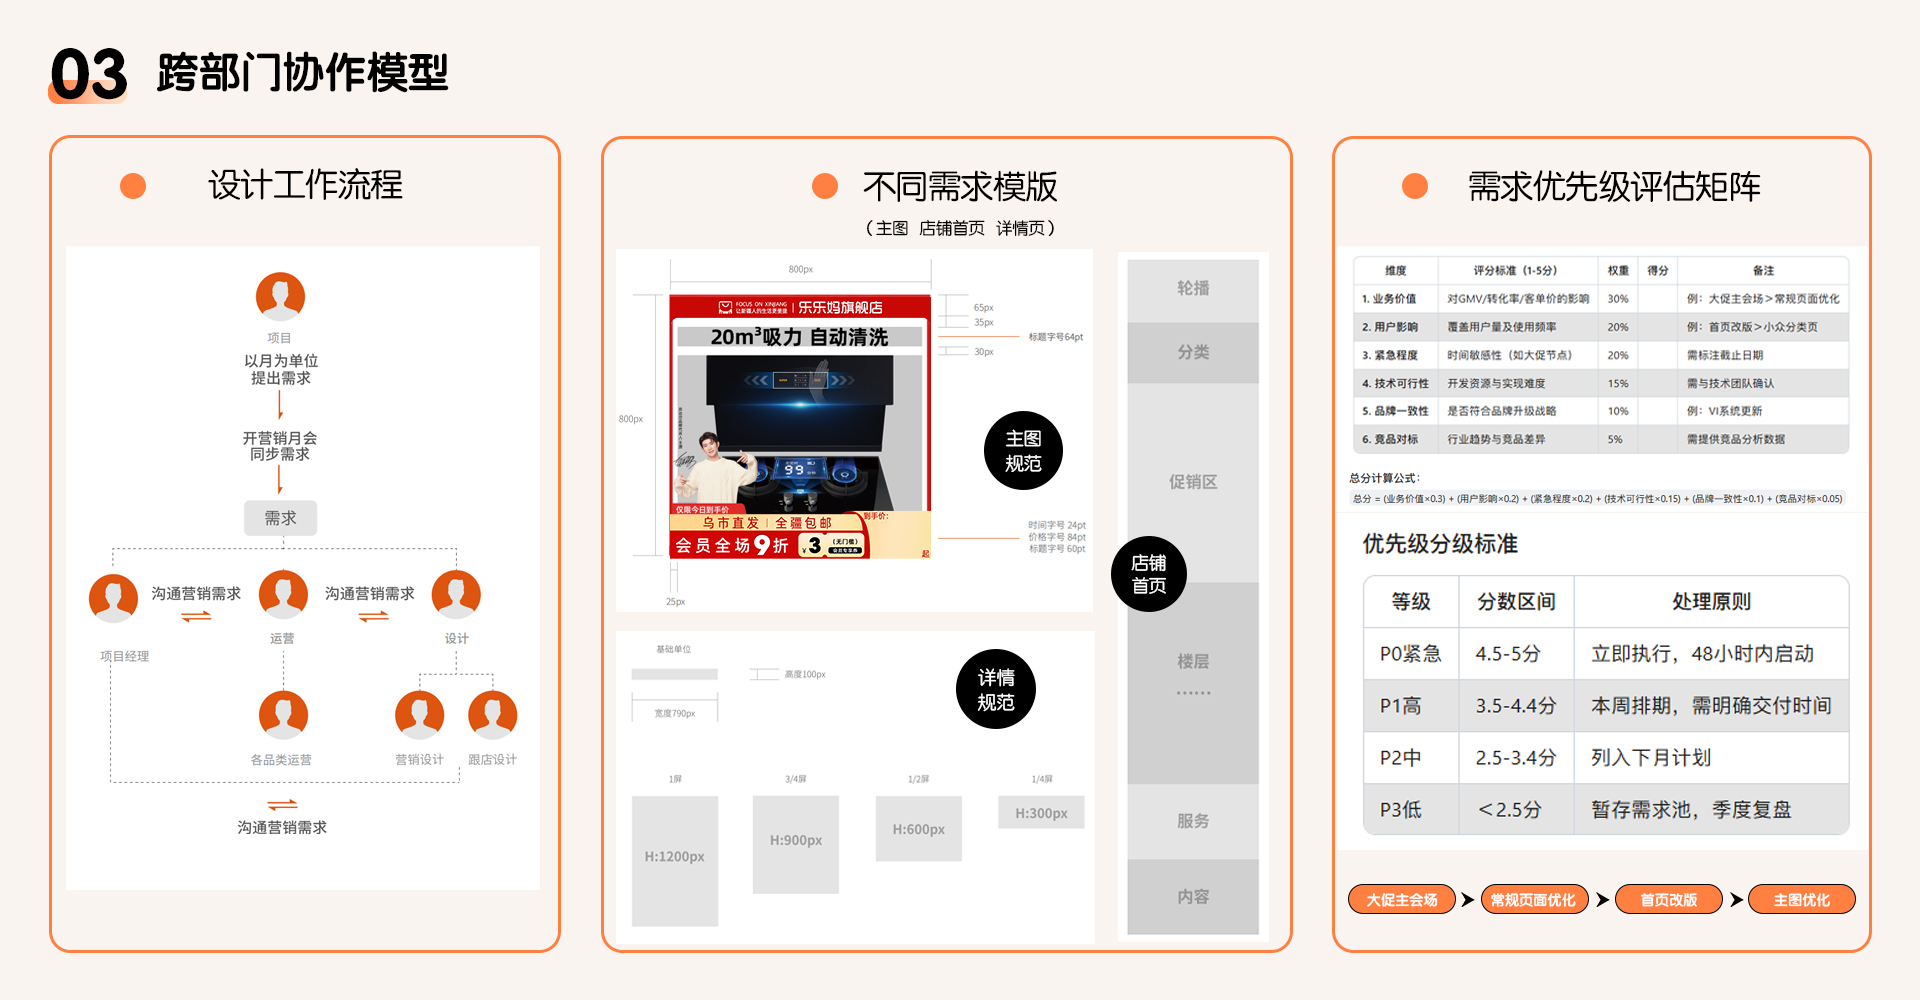 03 跨部门协作模型
设计工作流程
项目
以月为单位
提出需求
开营销月会
同步需求
需求
沟通营销需求
沟通营销需求
项目经理
运营
设计
各品类运营
营销设计
跟店设计
沟通营销需求
不同需求模版
（主图 店铺首页 详情页）
800px
800px
FOCUS ON XINJIANG
让新疆人的生活更便捷
乐乐妈旗舰店
20m³吸力 自动清洗
99
仅限今日到手价
乌市直发 | 全疆包邮
到手价:
会员全场9折
¥3
(无门槛)
会员专享券
起
65px
35px
标题字号64pt
30px
时间字号 24pt
价格字号 84pt
标题字号 60pt
25px
主图
规范
基础单位
高度100px
宽度790px
详情
规范
1屏
3/4屏
1/2屏
1/4屏
H:1200px
H:900px
H:600px
H:300px
轮播
分类
促销区
店铺
首页
楼层
······
服务
内容
需求优先级评估矩阵
维度 评分标准（1-5分） 权重 得分 备注
1. 业务价值 对GMV/转化率/客单价的影响 30% 例：大促主会场＞常规页面优化
2. 用户影响 覆盖用户量及使用频率 20% 例：首页改版＞小众分类页
3. 紧急程度 时间敏感性（如大促节点） 20% 需标注截止日期
4. 技术可行性 开发资源与实现难度 15% 需与技术团队确认
5. 品牌一致性 是否符合品牌升级战略 10% 例：VI系统更新
6. 竞品对标 行业趋势与竞品差异 5% 需提供竞品分析数据
总分计算公式：
总分 = (业务价值×0.3) + (用户影响×0.2) + (紧急程度×0.2) + (技术可行性×0.15) + (品牌一致性×0.1) + (竞品对标×0.05)
优先级分级标准
等级 分数区间 处理原则
P0紧急 4.5-5分 立即执行，48小时内启动
P1高 3.5-4.4分 本周排期，需明确交付时间
P2中 2.5-3.4分 列入下月计划
P3低 ＜2.5分 暂存需求池，季度复盘
大促主会场
常规页面优化
首页改版
主图优化